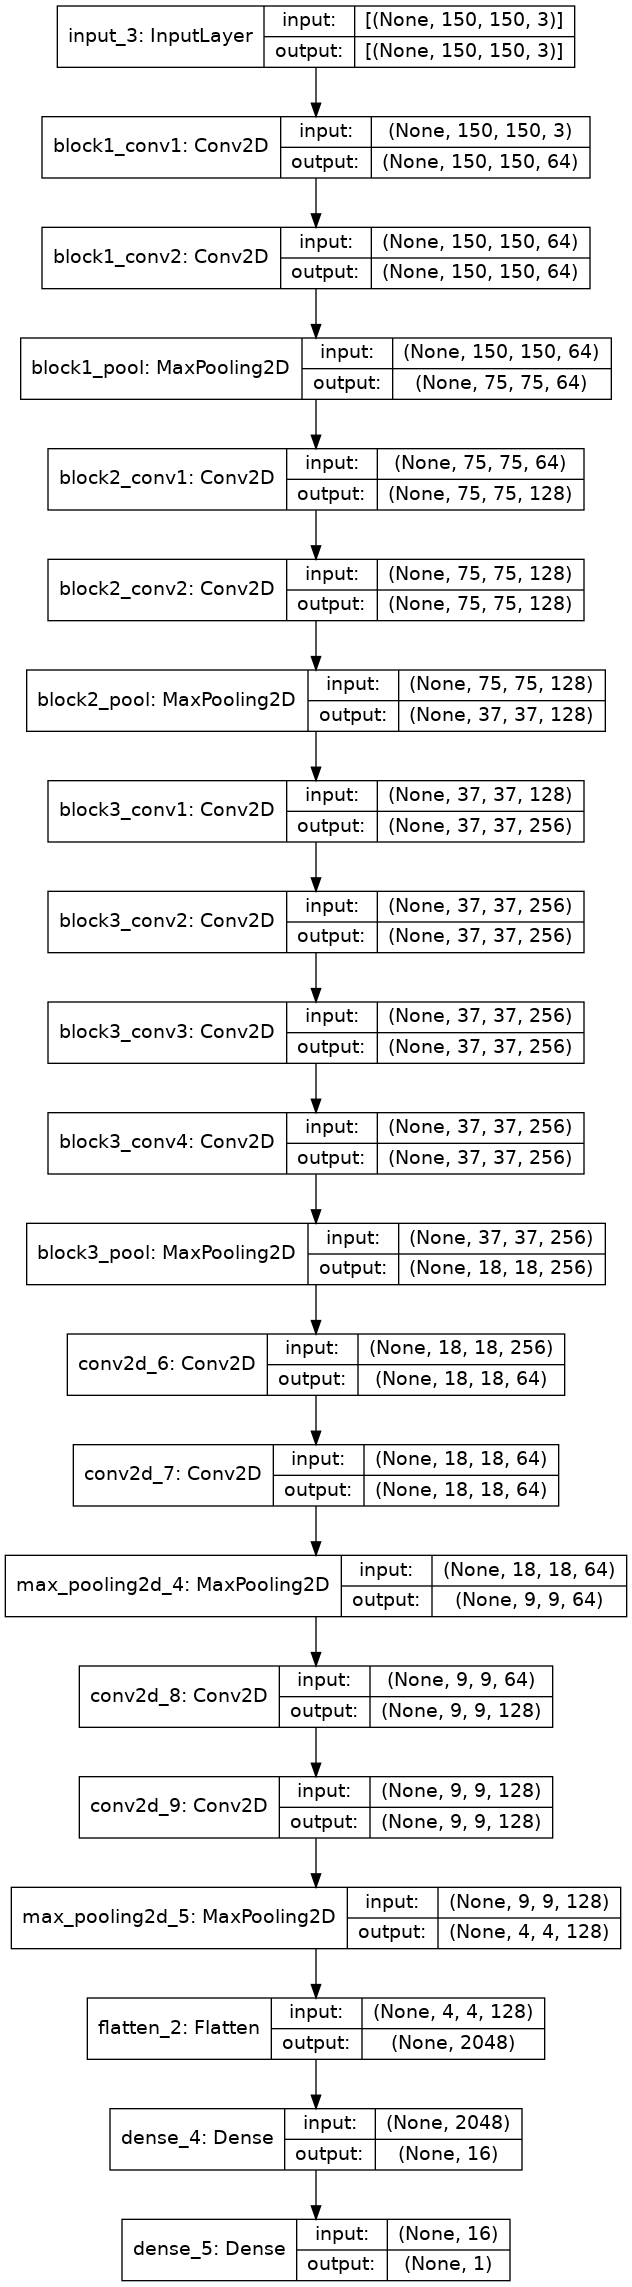 input_3: InputLayer
input: [(None, 150, 150, 3)]
output: [(None, 150, 150, 3)]
block1_conv1: Conv2D
input: (None, 150, 150, 3)
output: (None, 150, 150, 64)
block1_conv2: Conv2D
input: (None, 150, 150, 64)
output: (None, 150, 150, 64)
block1_pool: MaxPooling2D
input: (None, 150, 150, 64)
output: (None, 75, 75, 64)
block2_conv1: Conv2D
input: (None, 75, 75, 64)
output: (None, 75, 75, 128)
block2_conv2: Conv2D
input: (None, 75, 75, 128)
output: (None, 75, 75, 128)
block2_pool: MaxPooling2D
input: (None, 75, 75, 128)
output: (None, 37, 37, 128)
block3_conv1: Conv2D
input: (None, 37, 37, 128)
output: (None, 37, 37, 256)
block3_conv2: Conv2D
input: (None, 37, 37, 256)
output: (None, 37, 37, 256)
block3_conv3: Conv2D
input: (None, 37, 37, 256)
output: (None, 37, 37, 256)
block3_conv4: Conv2D
input: (None, 37, 37, 256)
output: (None, 37, 37, 256)
block3_pool: MaxPooling2D
input: (None, 37, 37, 256)
output: (None, 18, 18, 256)
conv2d_6: Conv2D
input: (None, 18, 18, 256)
output: (None, 18, 18, 64)
conv2d_7: Conv2D
input: (None, 18, 18, 64)
output: (None, 18, 18, 64)
max_pooling2d_4: MaxPooling2D
input: (None, 18, 18, 64)
output: (None, 9, 9, 64)
conv2d_8: Conv2D
input: (None, 9, 9, 64)
output: (None, 9, 9, 128)
conv2d_9: Conv2D
input: (None, 9, 9, 128)
output: (None, 9, 9, 128)
max_pooling2d_5: MaxPooling2D
input: (None, 9, 9, 128)
output: (None, 4, 4, 128)
flatten_2: Flatten
input: (None, 4, 4, 128)
output: (None, 2048)
dense_4: Dense
input: (None, 2048)
output: (None, 16)
dense_5: Dense
input: (None, 16)
output: (None, 1)